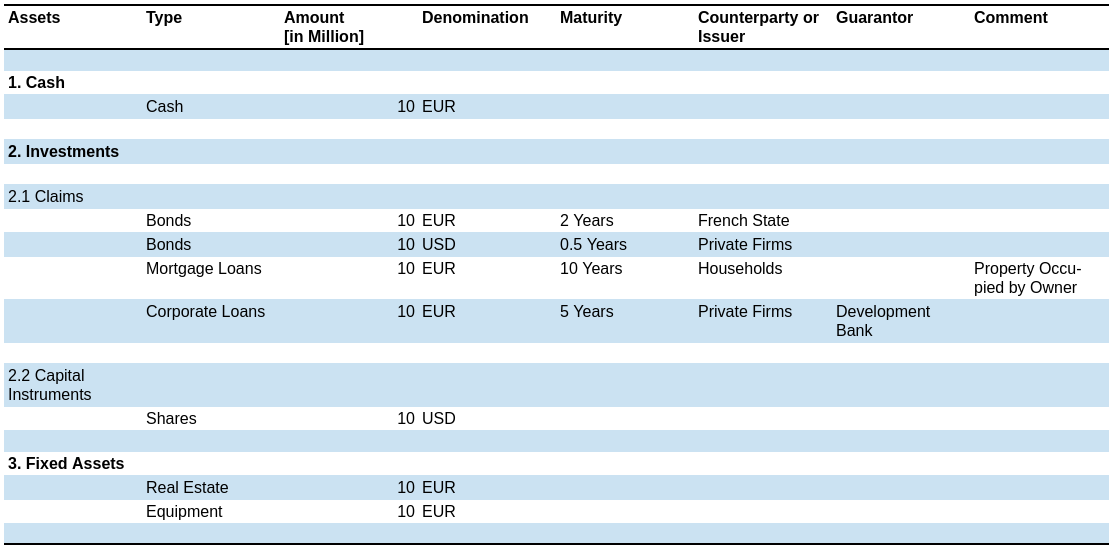 Assets Type Amount [in Million] Denomination Maturity Counterparty or Issuer Guarantor Comment
1. Cash
Cash 10 EUR
2. Investments
2.1 Claims
Bonds 10 EUR 2 Years French State
Bonds 10 USD 0.5 Years Private Firms
Mortgage Loans 10 EUR 10 Years Households Property Occu-
pied by Owner
Corporate Loans 10 EUR 5 Years Private Firms Development
Bank
2.2 Capital
Instruments
Shares 10 USD
3. Fixed Assets
Real Estate 10 EUR
Equipment 10 EUR